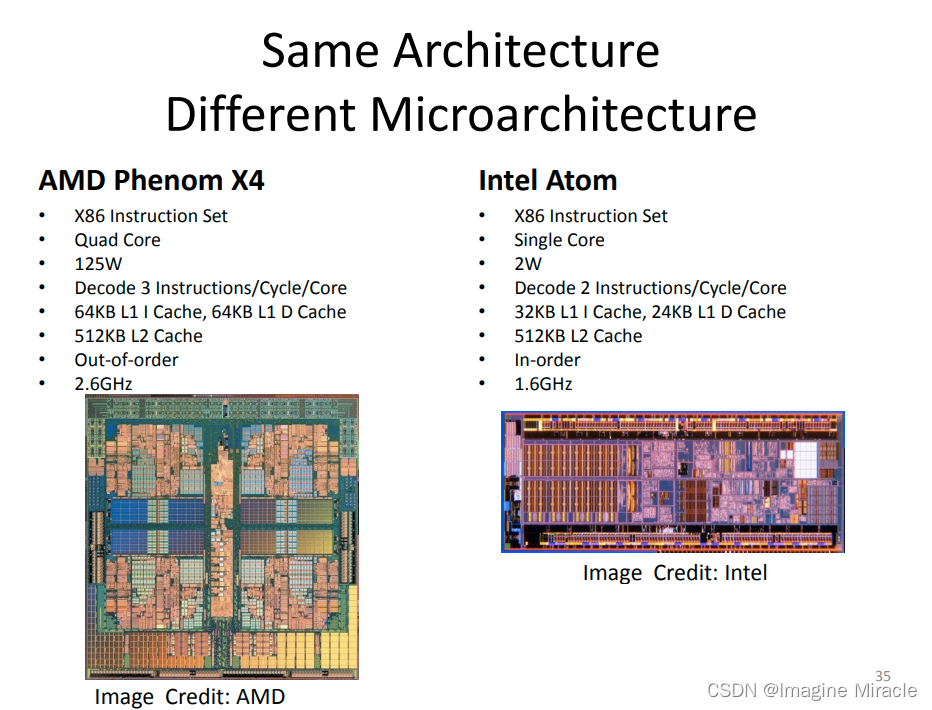 Same Architecture
Different Microarchitecture
AMD Phenom X4
• X86 Instruction Set
• Quad Core
• 125W
• Decode 3 Instructions/Cycle/Core
• 64KB L1 I Cache, 64KB L1 D Cache
• 512KB L2 Cache
• Out-of-order
• 2.6GHz
Image Credit: AMD
Intel Atom
• X86 Instruction Set
• Single Core
• 2W
• Decode 2 Instructions/Cycle/Core
• 32KB L1 I Cache, 24KB L1 D Cache
• 512KB L2 Cache
• In-order
• 1.6GHz
Image Credit: Intel
35
CSDN @Imagine Miracle